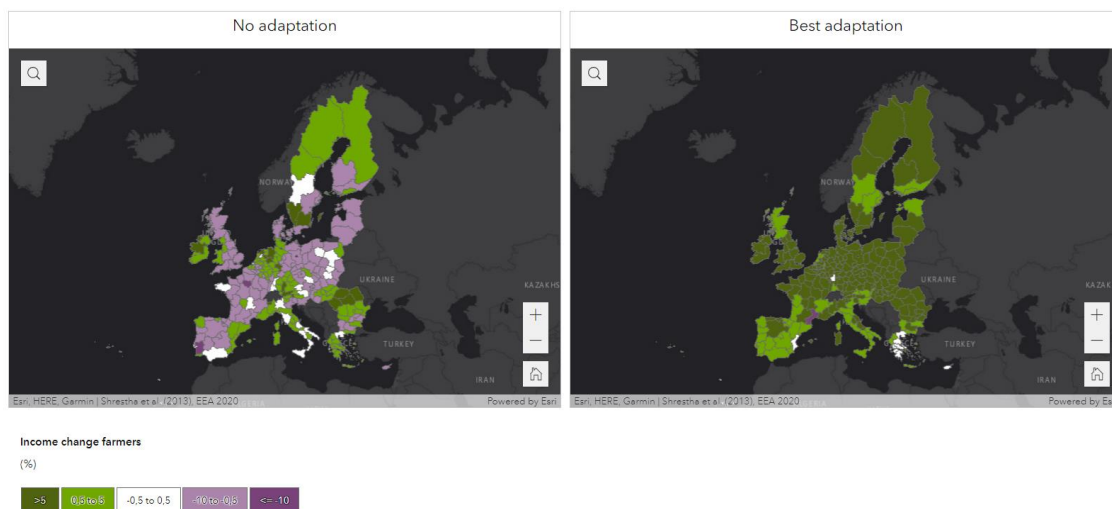 No adaptation
Best adaptation
NORWAY
UKRAINE
KAZAKHS
TURKEY
IRAN
Esri, HERE, Garmin | Shrestha et al. (2013), EEA 2020
Powered by Esri
NORWAY
UKRAINE
KAZAK
GREECE
TURKEY
IRAN
Esri, HERE, Garmin | Shrestha et al. (2013), EEA 2020
Powered by Es
Income change farmers
(%)
>5 0,5 to 5 -0,5 to 0,5 -10 to -0,5 <= -10